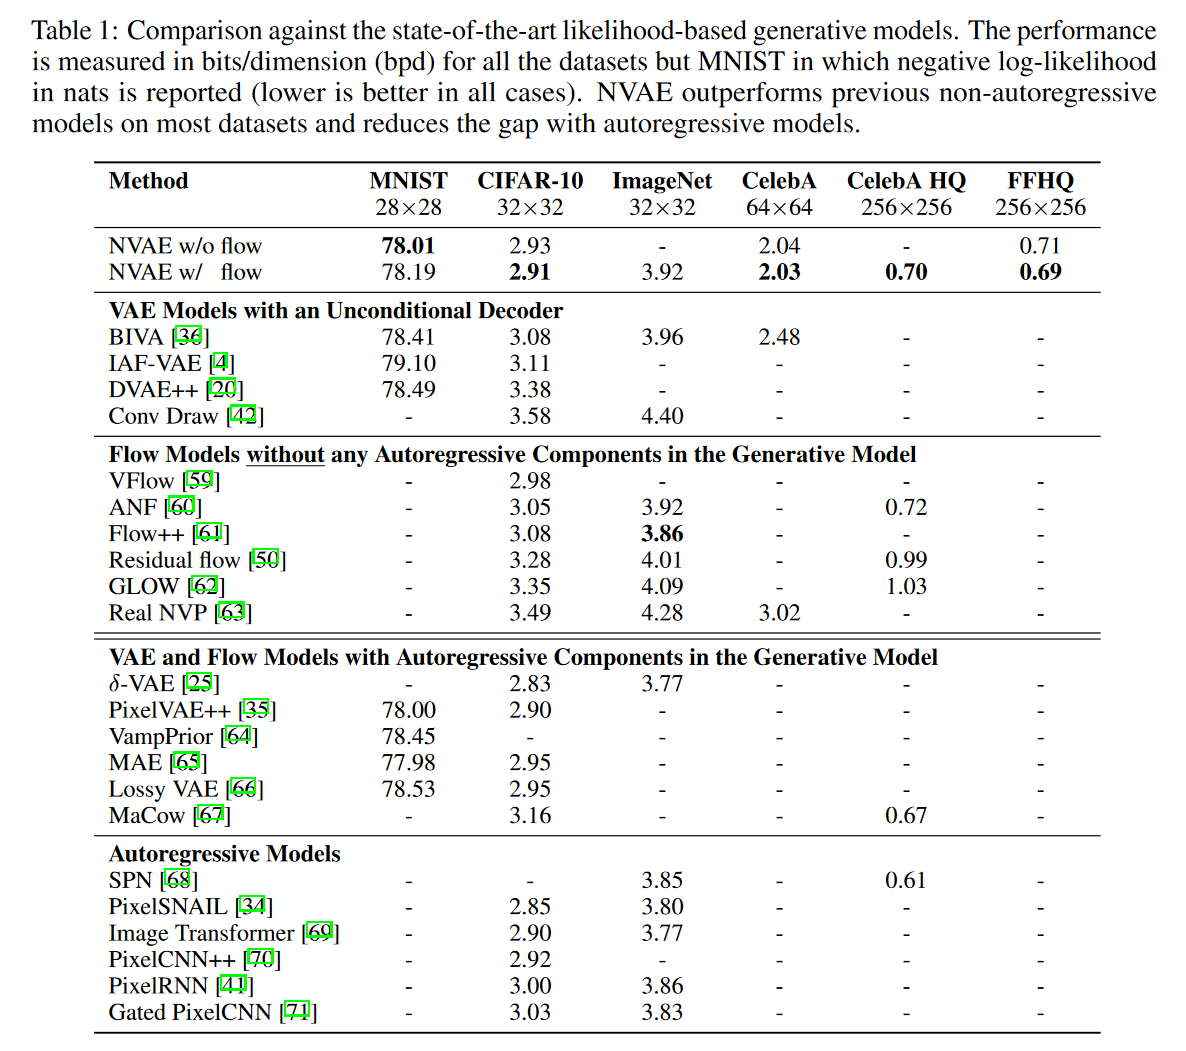 Table 1: Comparison against the state-of-the-art likelihood-based generative models. The performance
is measured in bits/dimension (bpd) for all the datasets but MNIST in which negative log-likelihood
in nats is reported (lower is better in all cases). NVAE outperforms previous non-autoregressive
models on most datasets and reduces the gap with autoregressive models.
Method MNIST CIFAR-10 ImageNet CelebA CelebA HQ FFHQ
28×28 32×32 32×32 64×64 256×256 256×256
NVAE w/o flow 78.01 2.93 - 2.04 - 0.71
NVAE w/ flow 78.19 2.91 3.92 2.03 0.70 0.69
VAE Models with an Unconditional Decoder
BIVA [36] 78.41 3.08 3.96 2.48 - -
IAF-VAE [4] 79.10 3.11 - - - -
DVAE++ [20] 78.49 3.38 - - - -
Conv Draw [42] - 3.58 4.40 - - -
Flow Models without any Autoregressive Components in the Generative Model
VFlow [59] - 2.98 - - - -
ANF [60] - 3.05 3.92 - 0.72 -
Flow++ [61] - 3.08 3.86 - - -
Residual flow [50] - 3.28 4.01 - 0.99 -
GLOW [62] - 3.35 4.09 - 1.03 -
Real NVP [63] - 3.49 4.28 3.02 - -
VAE and Flow Models with Autoregressive Components in the Generative Model
δ-VAE [25] - 2.83 3.77 - - -
PixelVAE++ [35] 78.00 2.90 - - - -
VampPrior [64] 78.45 - - - - -
MAE [65] 77.98 2.95 - - - -
Lossy VAE [66] 78.53 2.95 - - - -
MaCow [67] - 3.16 - - 0.67 -
Autoregressive Models
SPN [68] - - 3.85 - 0.61 -
PixelSNAIL [34] - 2.85 3.80 - - -
Image Transformer [69] - 2.90 3.77 - - -
PixelCNN++ [70] - 2.92 - - - -
PixelRNN [41] - 3.00 3.86 - - -
Gated PixelCNN [71] - 3.03 3.83 - - -